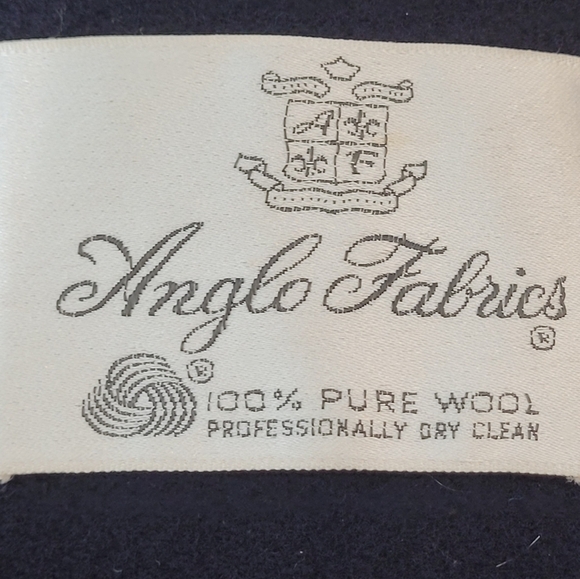 A
F
Anglo Fabrics
®
®
100% PURE WOOL
PROFESSIONALLY DRY CLEAN